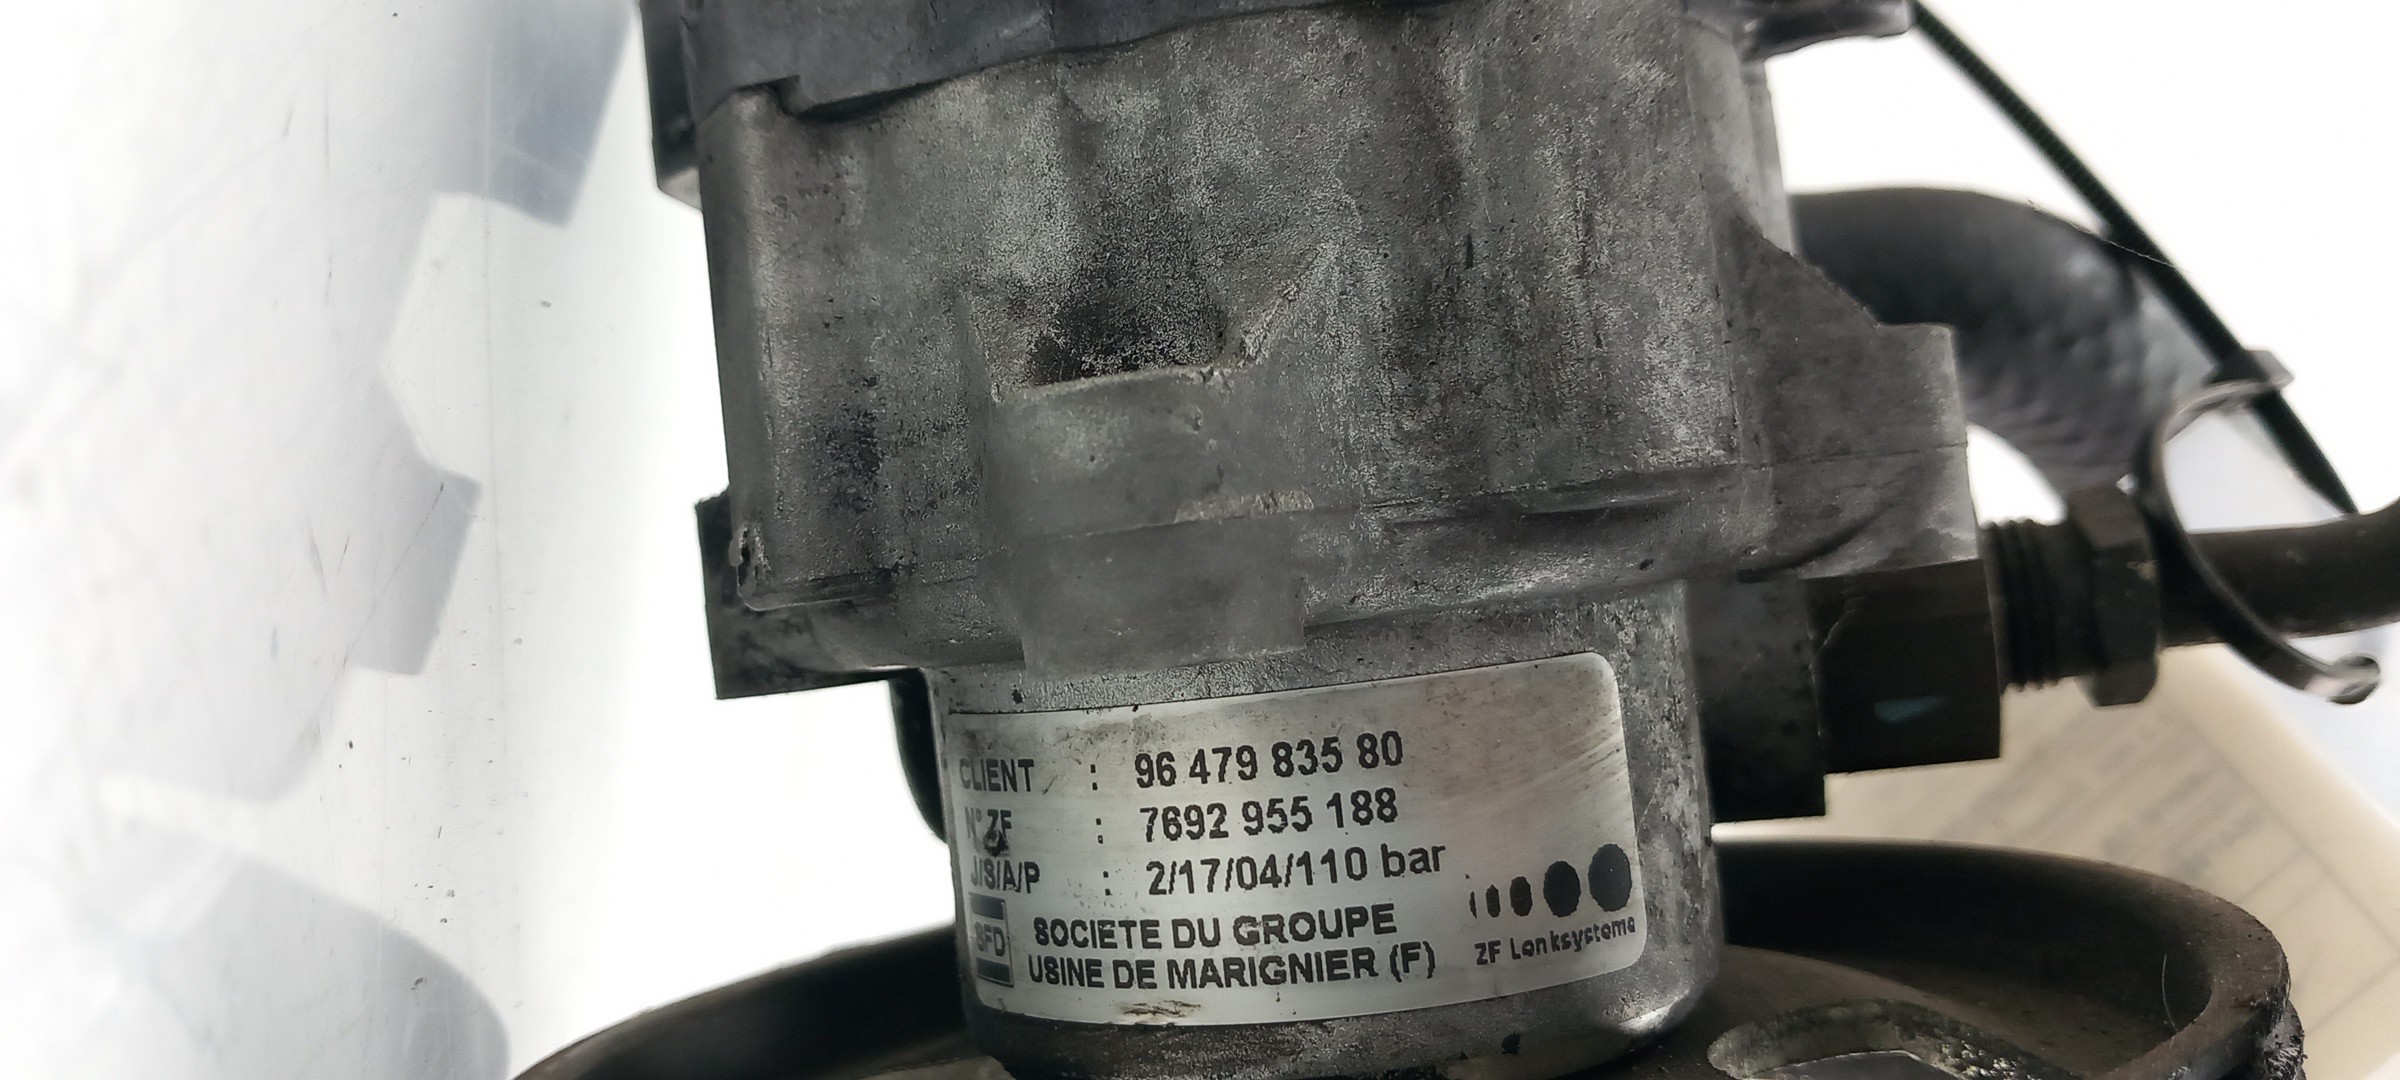 CLIENT : 96 479 835 80
N° ZF : 7692 955 188
J/S/A/P : 2/17/04/110 bar
SFD SOCIETE DU GROUPE
USINE DE MARIGNIER (F)
ZF Lenksysteme